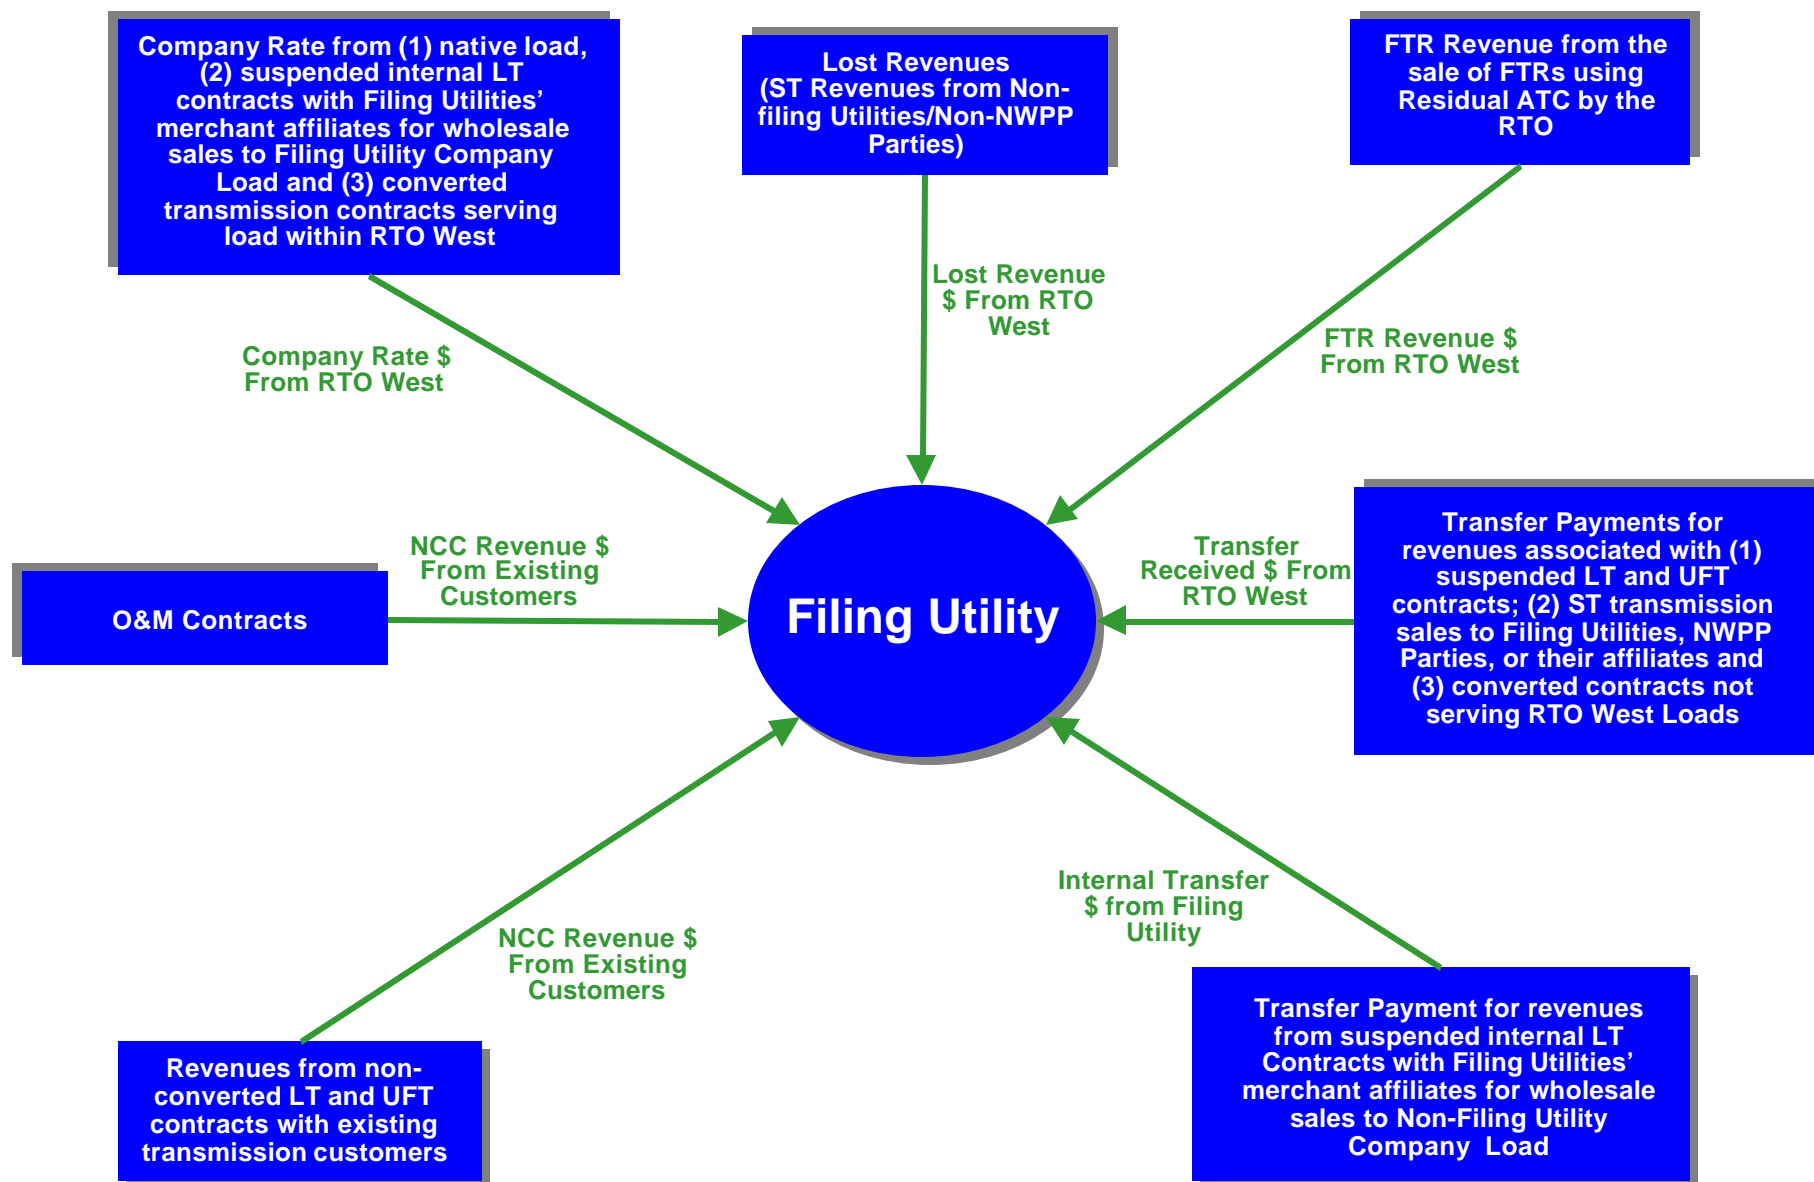 Company Rate from (1) native load,
(2) suspended internal LT
contracts with Filing Utilities’
merchant affiliates for wholesale
sales to Filing Utility Company
Load and (3) converted
transmission contracts serving
load within RTO West
Lost Revenues
(ST Revenues from Non-
filing Utilities/Non-NWPP
Parties)
FTR Revenue from the
sale of FTRs using
Residual ATC by the
RTO
Company Rate $
From RTO West
Lost Revenue
$ From RTO
West
FTR Revenue $
From RTO West
O&M Contracts
NCC Revenue $
From Existing
Customers
Filing Utility
Transfer
Received $ From
RTO West
Transfer Payments for
revenues associated with (1)
suspended LT and UFT
contracts; (2) ST transmission
sales to Filing Utilities, NWPP
Parties, or their affiliates and
(3) converted contracts not
serving RTO West Loads
NCC Revenue $
From Existing
Customers
Internal Transfer
$ from Filing
Utility
Revenues from non-
converted LT and UFT
contracts with existing
transmission customers
Transfer Payment for revenues
from suspended internal LT
Contracts with Filing Utilities’
merchant affiliates for wholesale
sales to Non-Filing Utility
Company Load